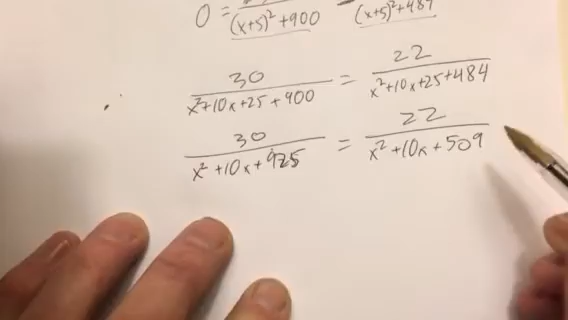 0 = (x+5)²+900 - (x+5)²+484
30 / x²+10x+25+900 = 22 / x²+10x+25+484
30 / x²+10x+925 = 22 / x²+10x+509